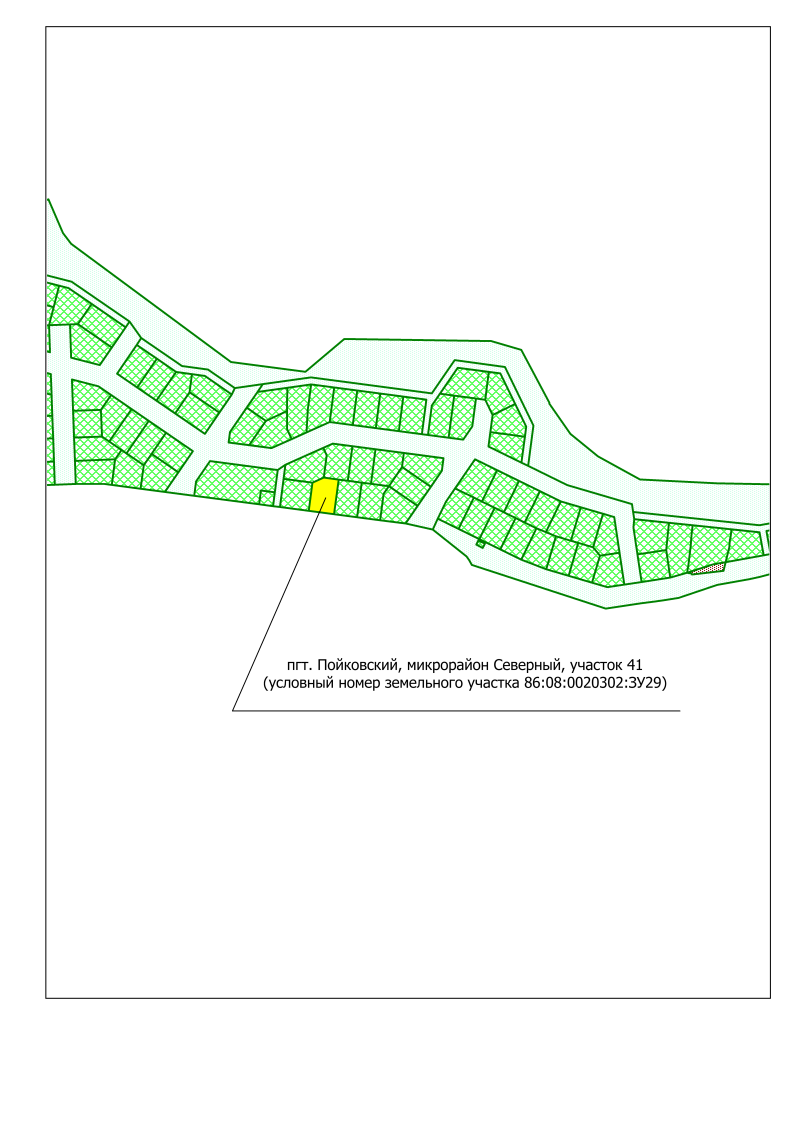 пгт. Пойковский, микрорайон Северный, участок 41
(условный номер земельного участка 86:08:0020302:ЗУ29)